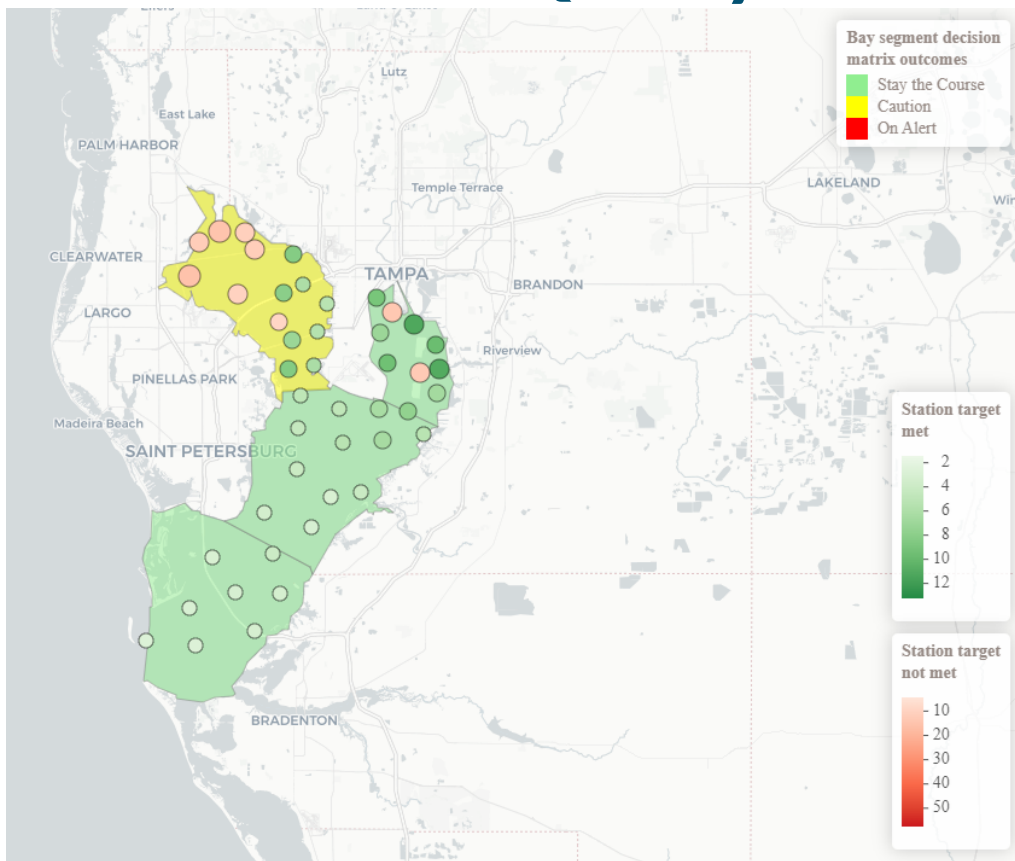 Lutz
East Lake
PALM HARBOR
Temple Terrace
LAKELAND
CLEARWATER
TAMPA
BRANDON
LARGO
Riverview
PINELLAS PARK
Madeira Beach
SAINT PETERSBURG
BRADENTON
Bay segment decision
matrix outcomes
Stay the Course
Caution
On Alert
Station target
met
2
4
6
8
10
12
Station target
not met
10
20
30
40
50